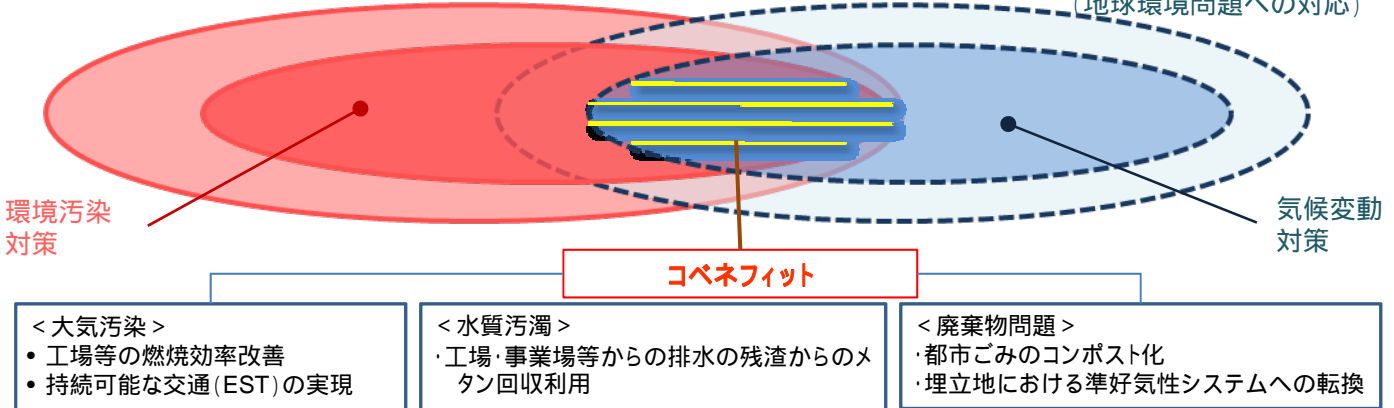 (地球環境問題への対応)
環境汚染
対策
気候変動
対策
コベネフィット
<大気汚染>
• 工場等の燃焼効率改善
• 持続可能な交通(EST)の実現
<水質汚濁>
・工場・事業場等からの排水の残渣からのメ
タン回収利用
<廃棄物問題>
・都市ごみのコンポスト化
・埋立地における準好気性システムへの転換